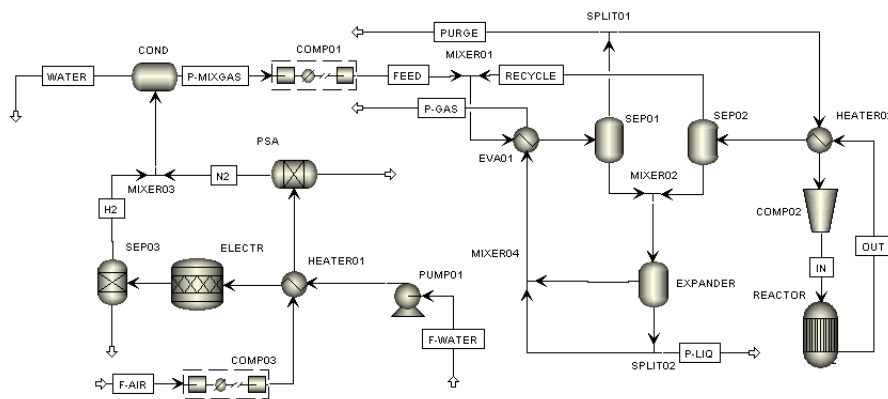 SPLIT01
PURGE
COND
COMP01
MIXER01
WATER
P-MIXGAS
FEED
RECYCLE
P-GAS
SEP01
SEP02
EVA01
PSA
N2
MIXER02
MIXER03
H2
COMP02
SEP03
ELECTR
HEATER01
PUMP01
MIXER04
OUT
IN
EXPANDER
REACTOR
F-WATER
COMP03
F-AIR
P-LIQ
SPLIT02